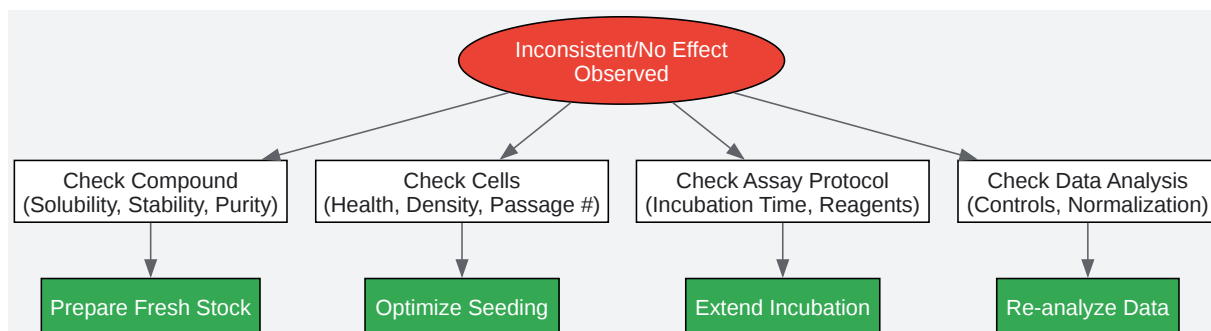 Inconsistent/No Effect
Observed
Check Compound
(Solubility, Stability, Purity)
Check Cells
(Health, Density, Passage #)
Check Assay Protocol
(Incubation Time, Reagents)
Check Data Analysis
(Controls, Normalization)
Prepare Fresh Stock
Optimize Seeding
Extend Incubation
Re-analyze Data